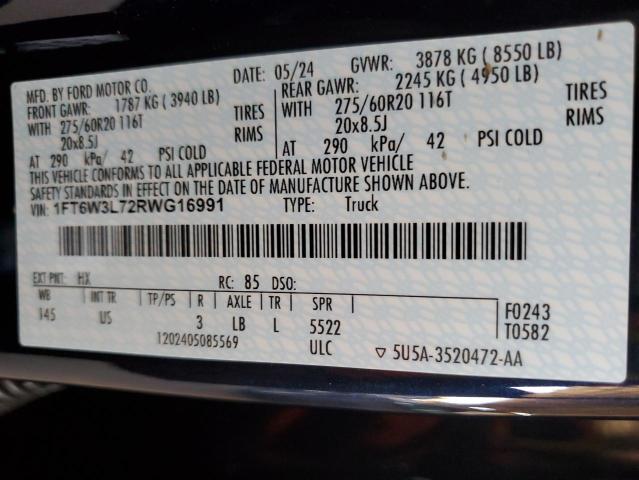 MFD. BY FORD MOTOR CO. DATE: 05/24 GVWR: 3878 KG ( 8550 LB)
FRONT GAWR: 1787 KG (3940 LB) REAR GAWR: 2245 KG ( 4950 LB)
WITH 275/60R20 116T TIRES WITH 275/60R20 116T TIRES
20x8.5J RIMS 20x8.5J RIMS
AT 290 kPa/ 42 PSI COLD AT 290 kPa/ 42 PSI COLD
THIS VEHICLE CONFORMS TO ALL APPLICABLE FEDERAL MOTOR VEHICLE
SAFETY STANDARDS IN EFFECT ON THE DATE OF MANUFACTURE SHOWN ABOVE.
VIN: 1FT6W3L72RWG16991 TYPE: Truck
EXT PNT: HX RC: 85 DSO:
WB INT TR TP/PS R AXLE TR SPR F0243
145 US 3 LB L 5522 T0582
1202405085569 ULC ▽ 5U5A-3520472-AA